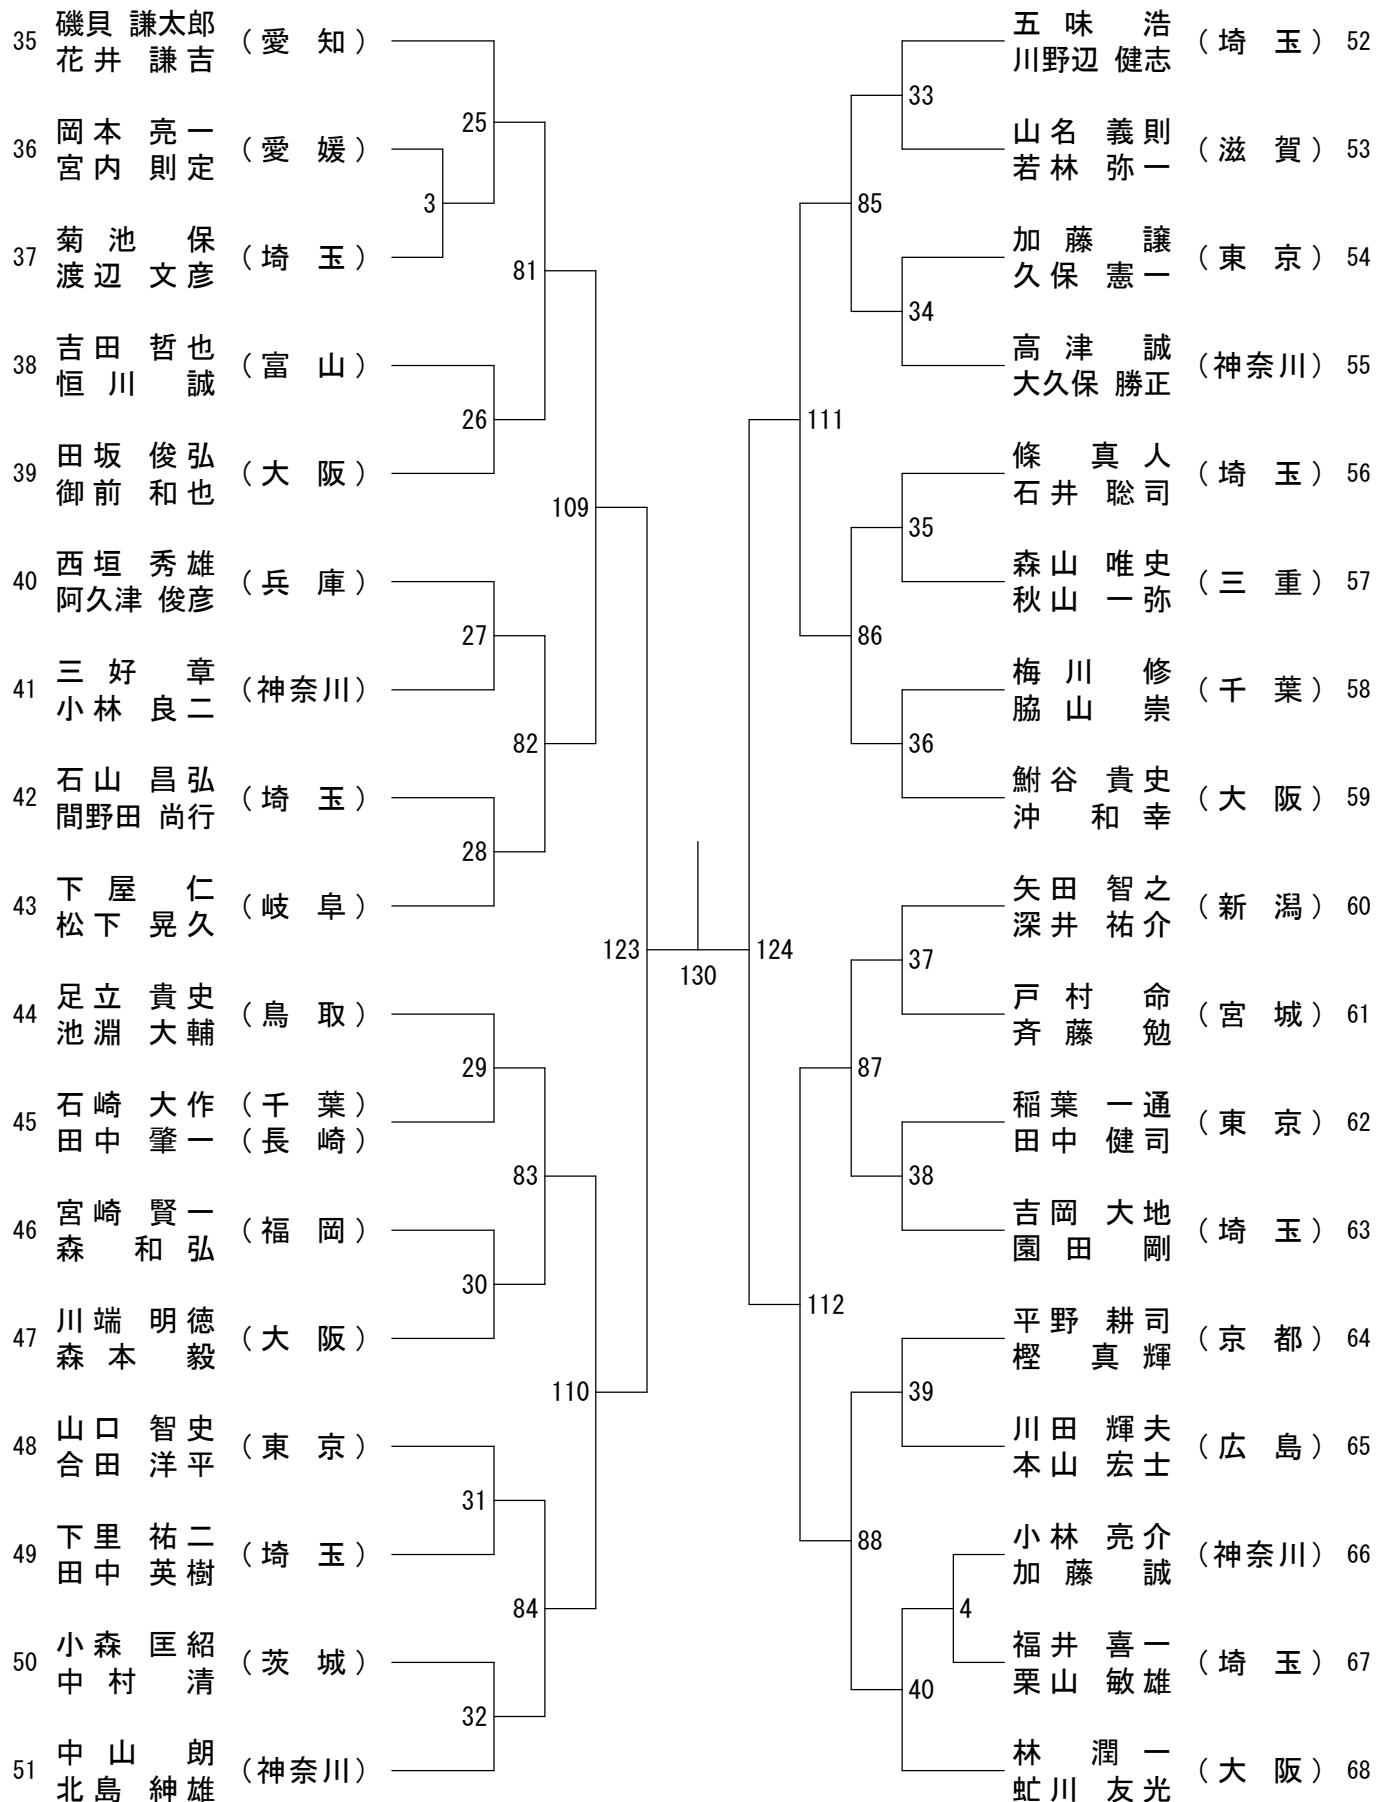 35 磯貝 謙太郎 (愛知)
花井 謙吉
36 岡本 亮一 (愛媛)
宮内 則定
37 菊池 保 (埼玉)
渡辺 文彦
38 吉田 哲也 (富山)
恒川 誠
39 田坂 俊弘 (大阪)
御前 和也
40 西垣 秀雄 (兵庫)
阿久津 俊彦
41 三好 章 (神奈川)
小林 良二
42 石山 昌弘 (埼玉)
間野田 尚行
43 下屋 仁 (岐阜)
松下 晃久
44 足立 貴史 (鳥取)
池淵 大輔
45 石崎 大作 (千葉)
田中 肇一 (長崎)
46 宮崎 賢一 (福岡)
森 和弘
47 川端 明徳 (大阪)
森本 毅
48 山口 智史 (東京)
合田 洋平
49 下里 祐二 (埼玉)
田中 英樹
50 小森 匡紹 (茨城)
中村 清
51 中山 朗 (神奈川)
北島 紳雄
25
3
81
26
109
27
82
28
123
29
83
30
110
31
84
32
130
五味 浩 (埼玉) 52
川野辺 健志
山名 義則 (滋賀) 53
若林 弥一
加藤 譲 (東京) 54
久保 憲一
高津 誠 (神奈川) 55
大久保 勝正
條 真人 (埼玉) 56
石井 聡司
森山 唯史 (三重) 57
秋山 一弥
梅川 修 (千葉) 58
脇山 崇
鮒谷 貴史 (大阪) 59
沖 和幸
矢田 智之 (新潟) 60
深井 祐介
戸村 命 (宮城) 61
斉藤 勉
稲葉 一通 (東京) 62
田中 健司
吉岡 大地 (埼玉) 63
園田 剛
平野 耕司 (京都) 64
樫 真輝
川田 輝夫 (広島) 65
本山 宏士
小林 亮介 (神奈川) 66
加藤 誠
福井 喜一 (埼玉) 67
栗山 敏雄
林 潤一 (大阪) 68
虻川 友光
33
85
34
111
35
86
36
124
37
87
38
112
39
88
4
40